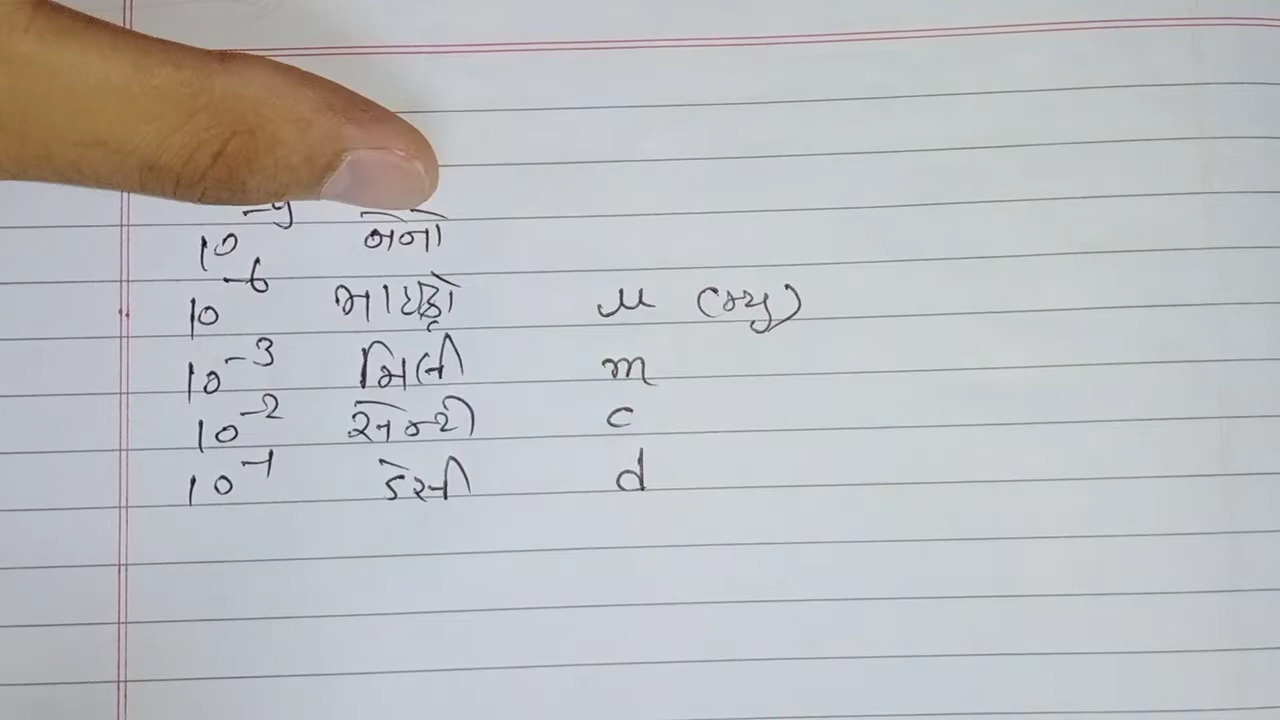 10⁻⁹ નેનો
10⁻⁶ માઇક્રો μ (મ્યુ)
10⁻³ મિલી m
10⁻² સેન્ટી c
10⁻¹ ડેસી d